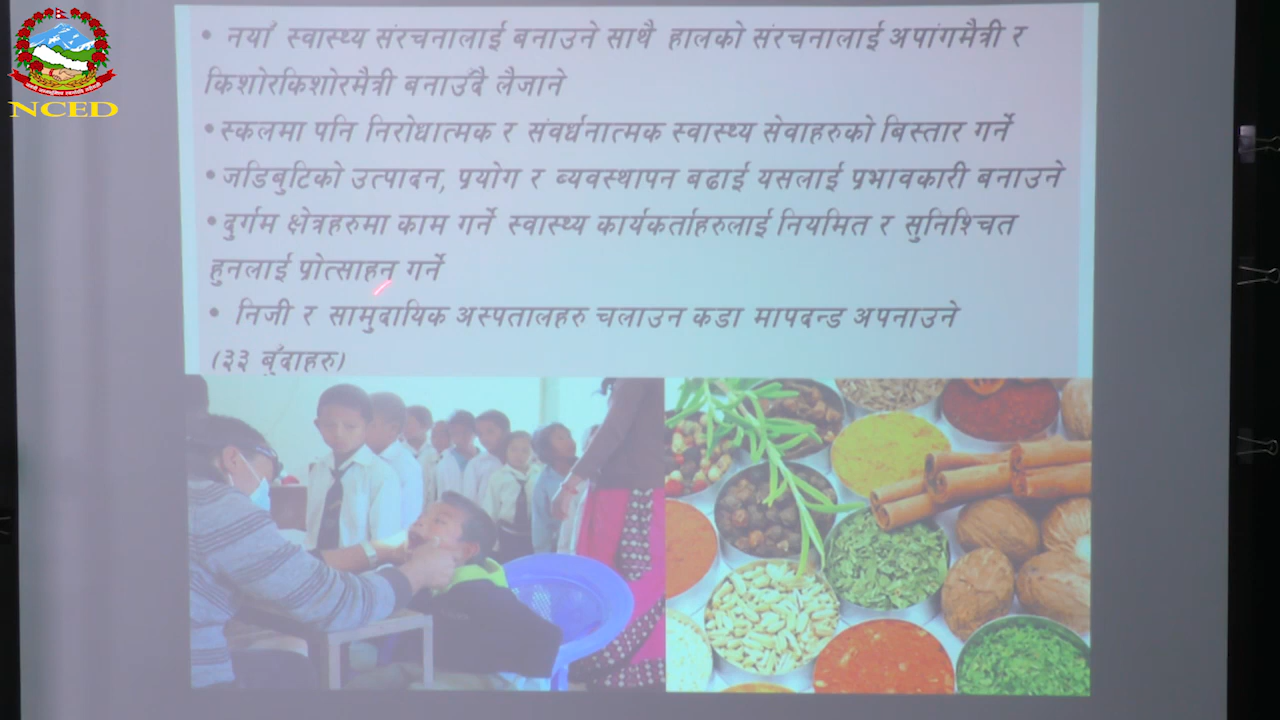 NCED
• नयाँ स्वास्थ्य संरचनालाई बनाउने साथै हालको संरचनालाई अपांगमैत्री र
किशोरकिशोरमैत्री बनाउँदै लैजाने
• स्कलमा पनि निरोधात्मक र संवर्धनात्मक स्वास्थ्य सेवाहरुको बिस्तार गर्ने
• जडिबुटिको उत्पादन, प्रयोग र ब्यवस्थापन बढाई यसलाई प्रभावकारी बनाउने
• दुर्गम क्षेत्रहरुमा काम गर्ने स्वास्थ्य कार्यकर्ताहरुलाई नियमित र सुनिश्चित
हुनलाई प्रोत्साहन गर्ने
• निजी र सामुदायिक अस्पतालहरु चलाउन कडा मापदन्ड अपनाउने
(३३ बुँदाहरु)